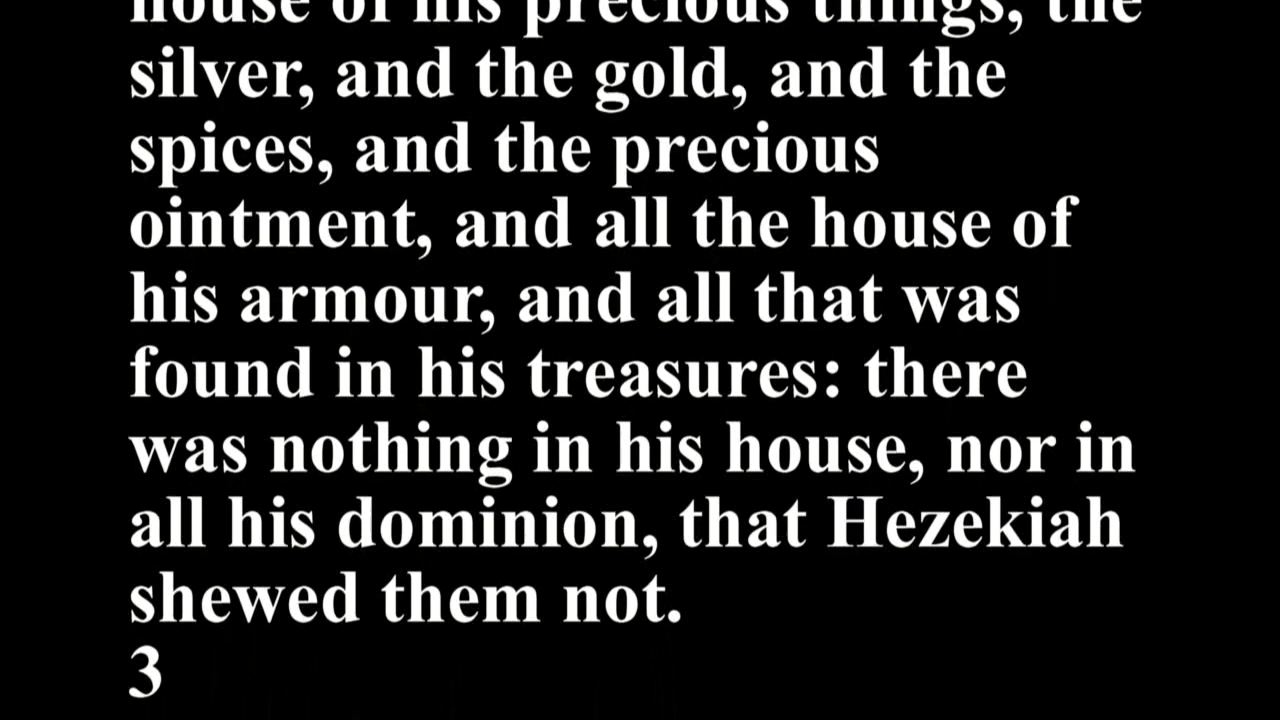 house of his precious things, the
silver, and the gold, and the
spices, and the precious
ointment, and all the house of
his armour, and all that was
found in his treasures: there
was nothing in his house, nor in
all his dominion, that Hezekiah
shewed them not.
3